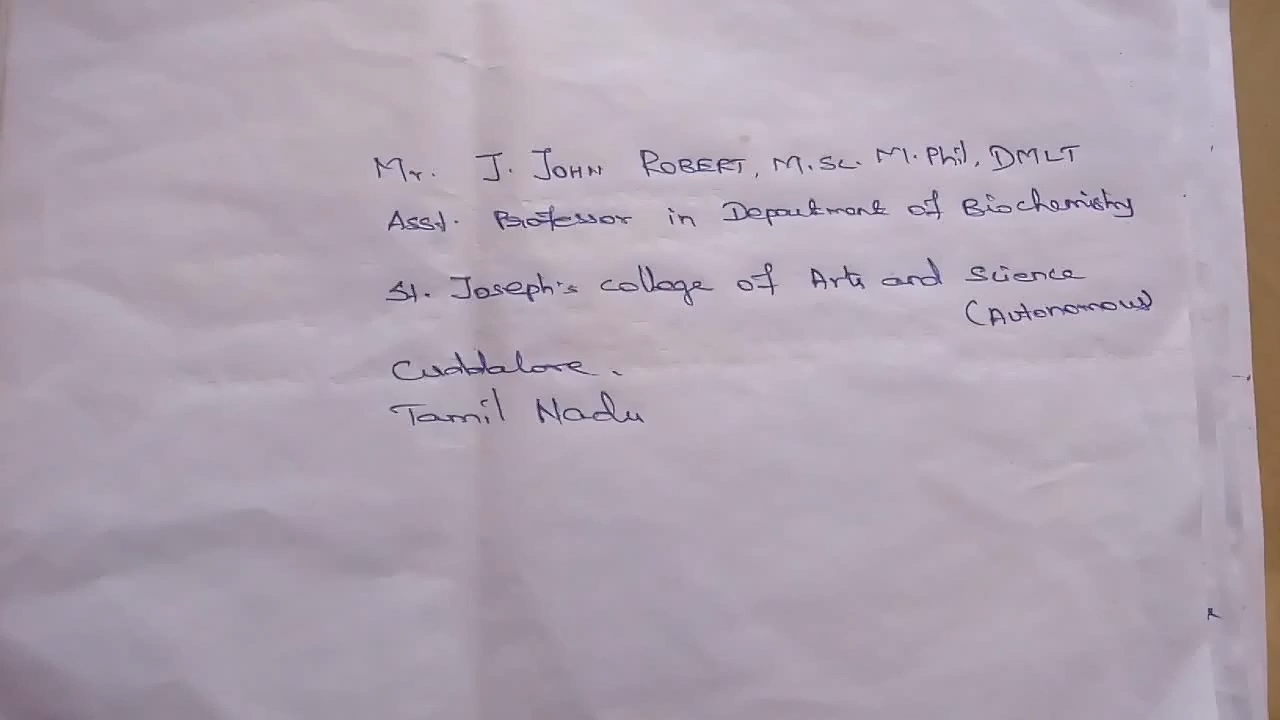 Mr. J. JOHN ROBERT, M.Sc. M.Phil, DMLT
Asst. Professor in Department of Biochemistry
St. Joseph's college of Arts and Science
(Autonomous)
Cuddalore.
Tamil Nadu